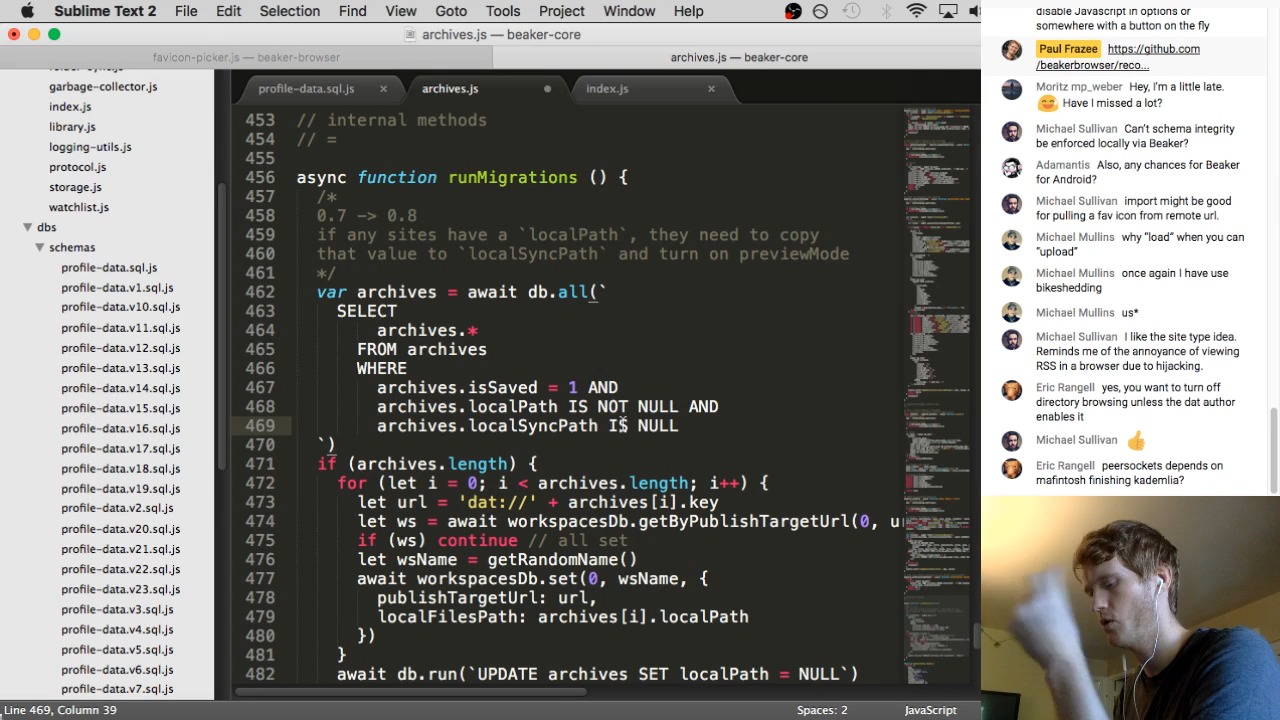 Sublime Text 2 File Edit Selection Find View Goto Tools Project Window Help
archives.js — beaker-core
favicon-picker.js — beaker-browser
archives.js — beaker-core
garbage-collector.js
index.js
library.js
logging-utils.js
protocol.js
storage.js
watchlist.js
dbs
schemas
profile-data.sql.js
profile-data.v1.sql.js
profile-data.v10.sql.js
profile-data.v11.sql.js
profile-data.v12.sql.js
profile-data.v13.sql.js
profile-data.v14.sql.js
profile-data.v15.sql.js
profile-data.v16.sql.js
profile-data.v17.sql.js
profile-data.v18.sql.js
profile-data.v19.sql.js
profile-data.v2.sql.js
profile-data.v20.sql.js
profile-data.v21.sql.js
profile-data.v22.sql.js
profile-data.v23.sql.js
profile-data.v3.sql.js
profile-data.v4.sql.js
profile-data.v5.sql.js
profile-data.v6.sql.js
profile-data.v7.sql.js
profile-data.sql.js × archives.js index.js ×
453 // internal methods
454 // =
455
456 async function runMigrations () {
457 /*
458 0.7 -> 0.8
459 if any sites have a `localPath`, they need to copy
460 that value to `localSyncPath` and turn on previewMode
461 */
462 var archives = await db.all(`
463 SELECT
464 archives.*
465 FROM archives
466 WHERE
467 archives.isSaved = 1 AND
468 archives.localPath IS NOT NULL AND
469 archives.localSyncPath IS NULL
470 `)
471 if (archives.length) {
472 for (let i = 0; i < archives.length; i++) {
473 let url = 'dat://' + archives[i].key
474 let ws = await workspacesDb.getByPublishTargetUrl(0, u
475 if (ws) continue // all set
476 let wsName = getRandomName()
477 await workspacesDb.set(0, wsName, {
478 publishTargetUrl: url,
479 localFilesPath: archives[i].localPath
480 })
481 }
482 await db.run(`UPDATE archives SET localPath = NULL`)
Line 469, Column 39 Spaces: 2 JavaScript
disable Javascript in options or
somewhere with a button on the fly
Paul Frazee https://github.com
/beakerbrowser/reco...
Moritz mp_weber Hey, I'm a little late.
Have I missed a lot?
Michael Sullivan Can't schema integrity
be enforced locally via Beaker?
Adamantis Also, any chances for Beaker
for Android?
Michael Sullivan import might be good
for pulling a fav icon from remote url.
Michael Mullins why “load” when you can
"upload”
Michael Mullins once again I have use
bikeshedding
Michael Mullins us*
Michael Sullivan I like the site type idea.
Reminds me of the annoyance of viewing
RSS in a browser due to hijacking.
Eric Rangell yes, you want to turn off
directory browsing unless the dat author
enables it
Michael Sullivan
Eric Rangell peersockets depends on
mafintosh finishing kademlia?